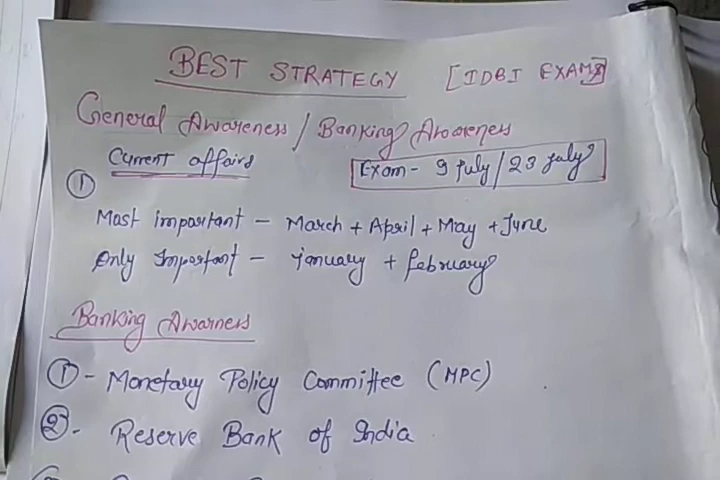 BEST STRATEGY [IDBI EXAMS]
General Awareness / Banking Awareness
Current affairs
Exam - 9 July / 23 July
①
Most important - March + April + May + June
Only Important - January + February
Banking Awarness
① - Monetary Policy Committee (MPC)
② - Reserve Bank of India